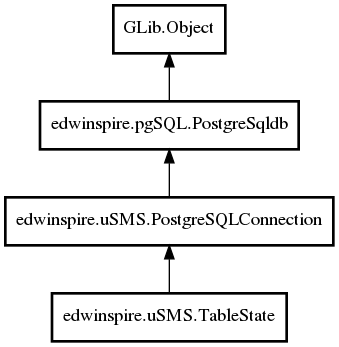 GLib.Object
edwinspire.pgSQL.PostgreSqldb
edwinspire.uSMS.PostgreSQLConnection
edwinspire.uSMS.TableState